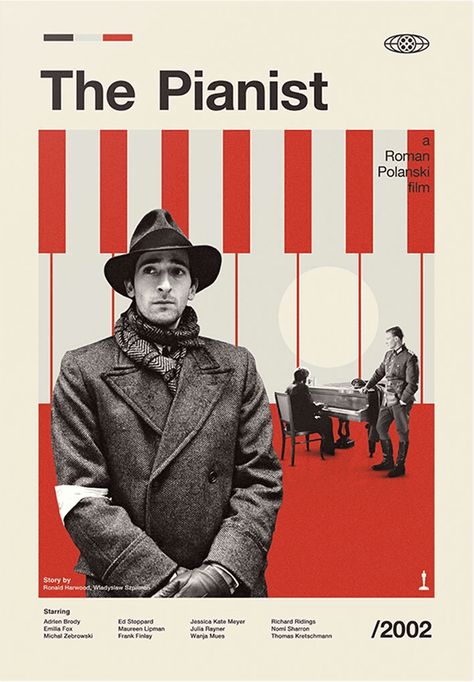 The Pianist
a
Roman
Polanski
film
Story by
Ronald Harwood, Wladyslaw Szpilman
Starring
Adrien Brody
Emilia Fox
Michal Zebrowski
Ed Stoppard
Maureen Lipman
Frank Finlay
Jessica Kate Meyer
Julia Rayner
Wanja Mues
Richard Ridings
Nomi Sharron
Thomas Kretschmann
/2002